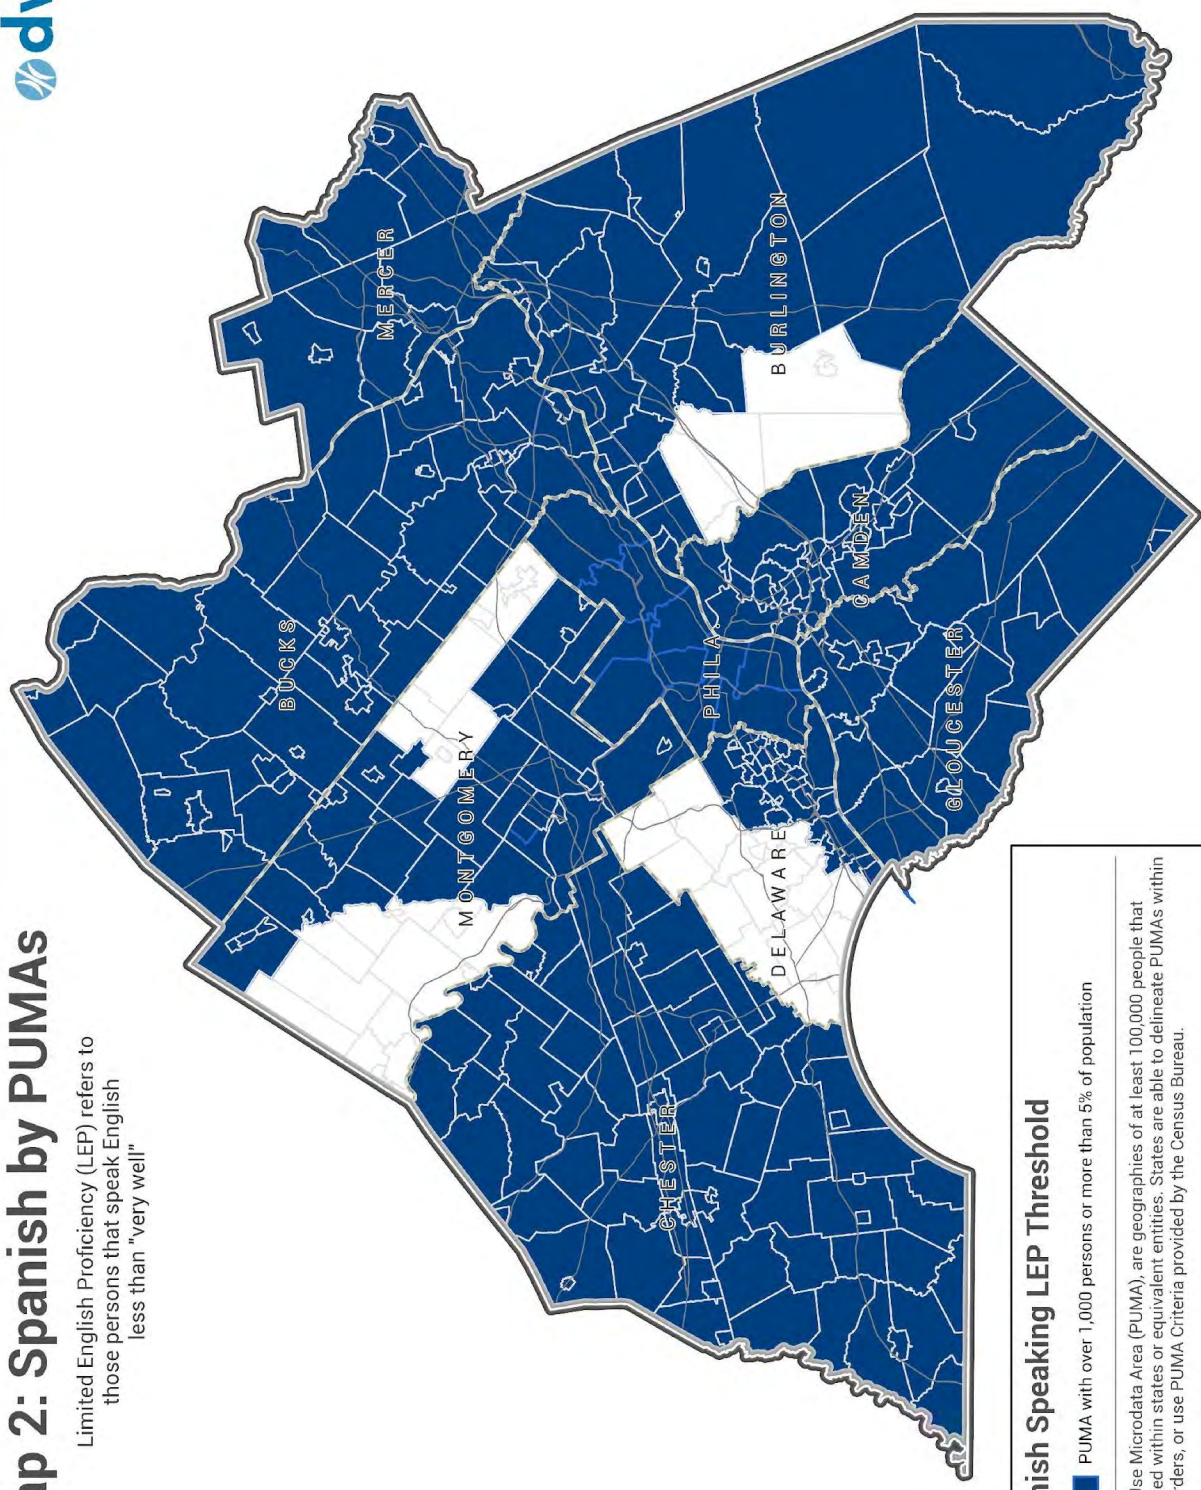 ap 2: Spanish by PUMAs
Limited English Proficiency (LEP) refers to
those persons that speak English
less than "very well"
dv
BUCKS
MERCER
MONTGOMERY
BURLINGTON
CHESTER
DELAWARE
PHILA.
CAMDEN
GLOUCESTER
nish Speaking LEP Threshold
PUMA with over 1,000 persons or more than 5% of population
se Microdata Area (PUMA), are geographies of at least 100,000 people that
ed within states or equivalent entities. States are able to delineate PUMAs within
rders, or use PUMA Criteria provided by the Census Bureau.